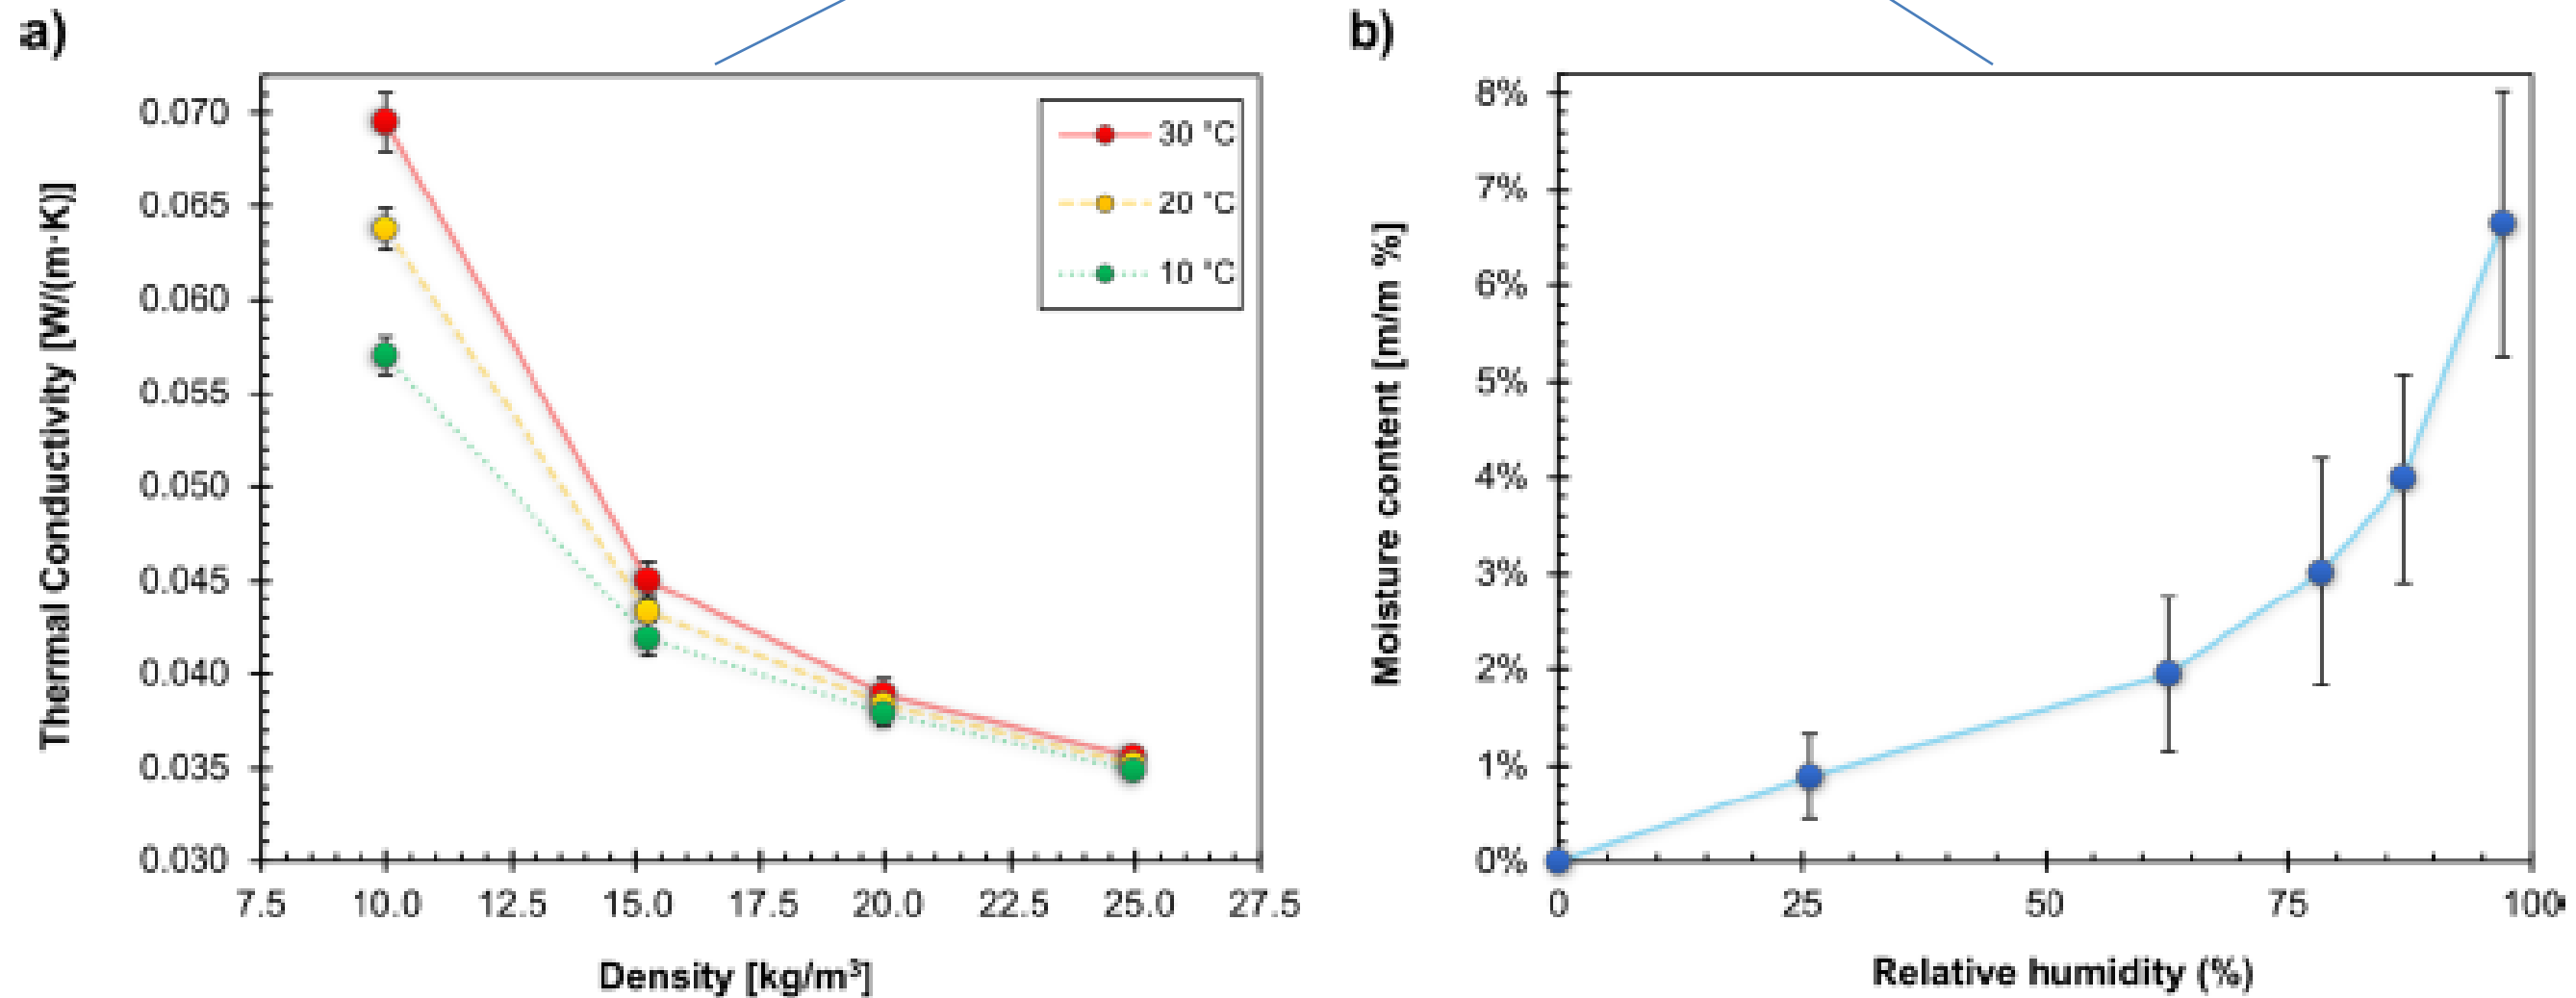 a)
Thermal Conductivity [W/(m·K)]
0.070
0.065
0.060
0.055
0.050
0.045
0.040
0.035
0.030
7.5 10.0 12.5 15.0 17.5 20.0 22.5 25.0 27.5
Density [kg/m³]
30 °C
20 °C
10 °C
b)
Moisture content [m/m %]
8%
7%
6%
5%
4%
3%
2%
1%
0%
0 25 50 75 100
Relative humidity (%)